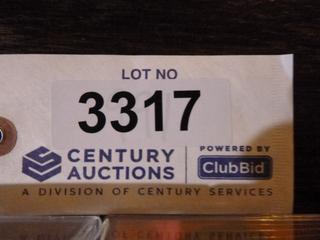 LOT NO
3317
CENTURY AUCTIONS
POWERED BY
ClubBid
A DIVISION OF CENTURY SERVICES